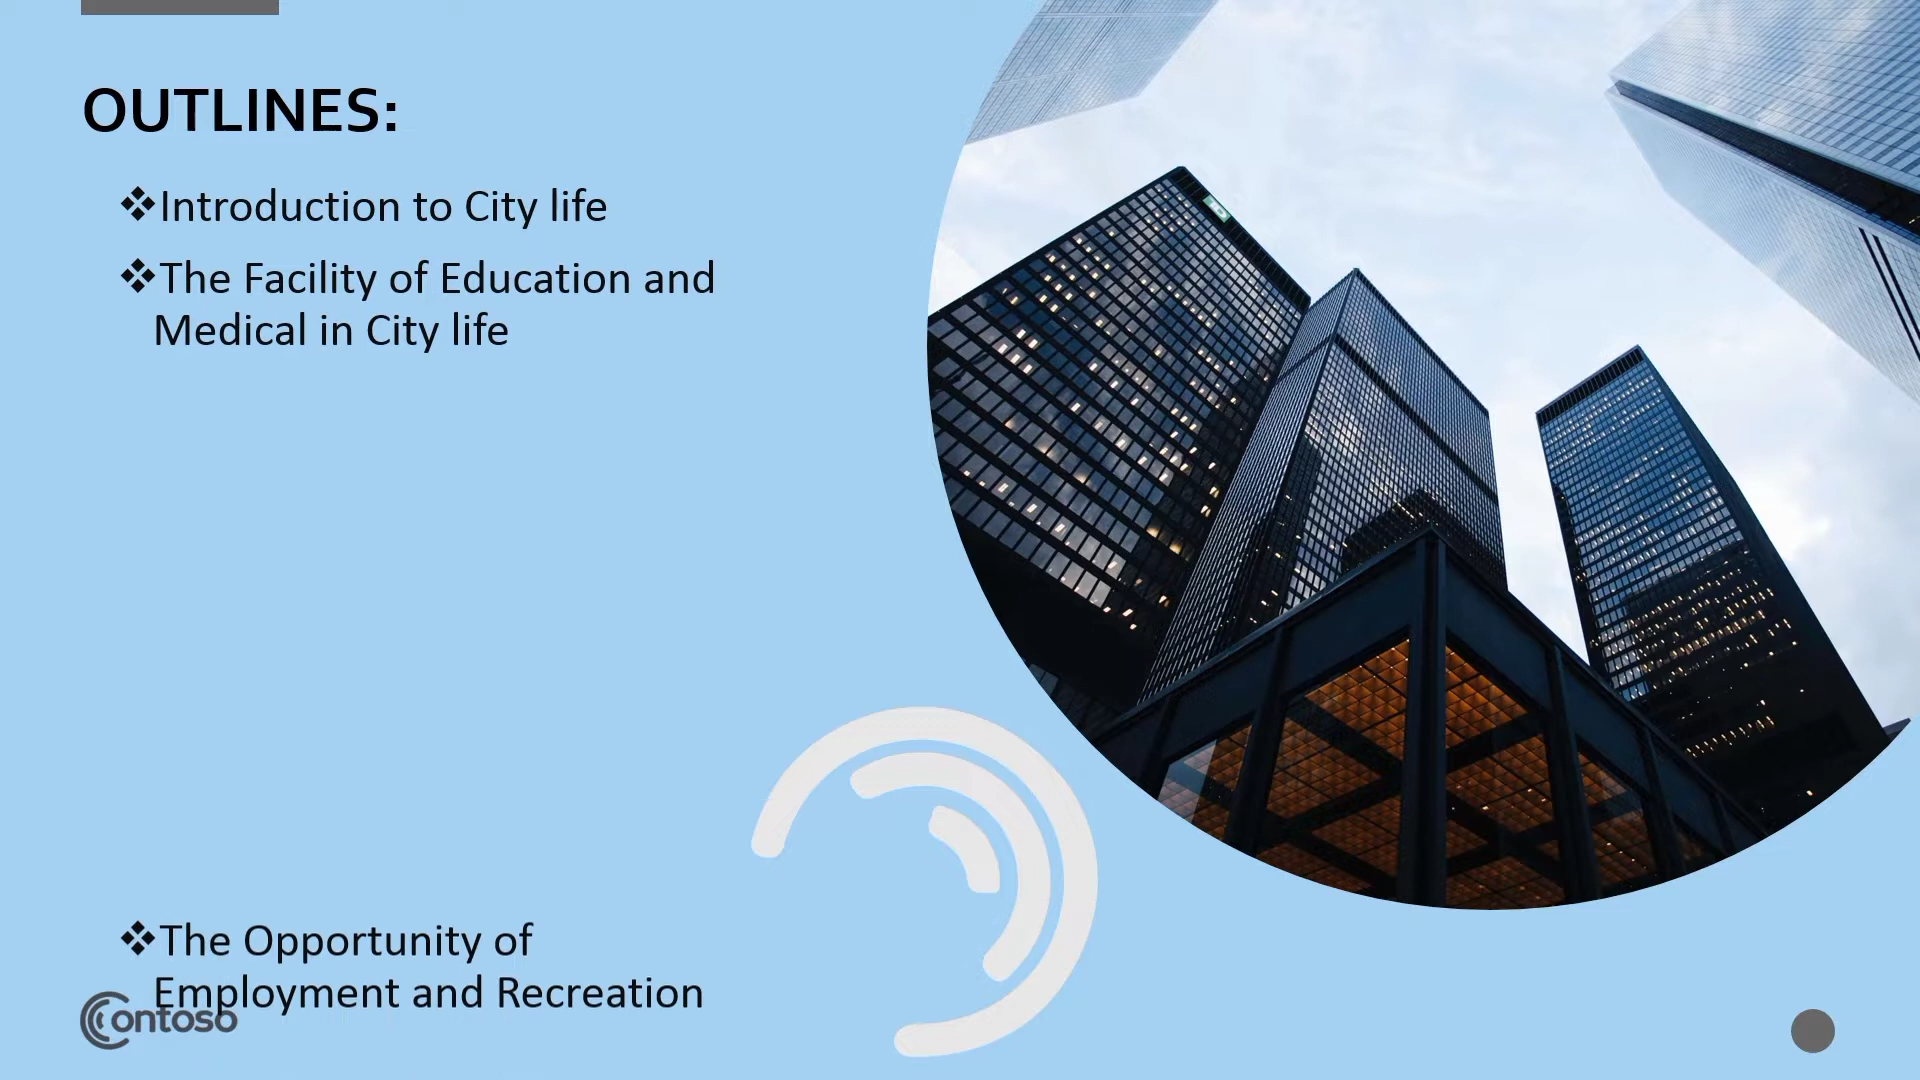 OUTLINES:
❖Introduction to City life
❖The Facility of Education and
Medical in City life
❖The Opportunity of
Employment and Recreation
Contoso